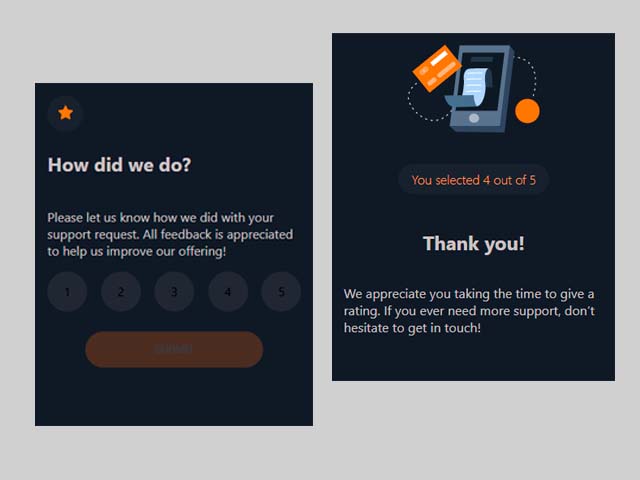 How did we do?
Please let us know how we did with your
support request. All feedback is appreciated
to help us improve our offering!
1 2 3 4 5
SUBMIT
You selected 4 out of 5
Thank you!
We appreciate you taking the time to give a
rating. If you ever need more support, don't
hesitate to get in touch!